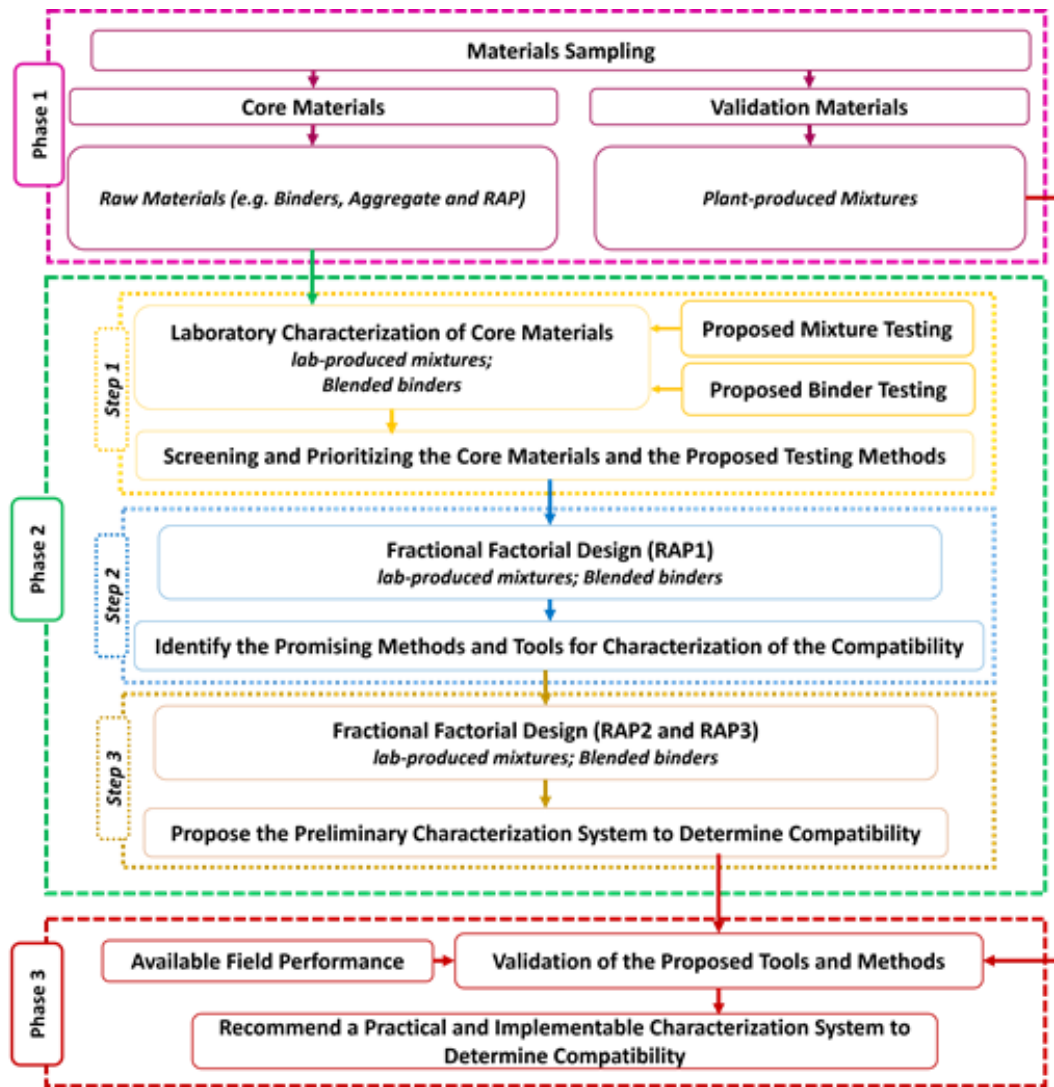 Phase 1
Materials Sampling
Core Materials
Validation Materials
Raw Materials (e.g. Binders, Aggregate and RAP)
Plant-produced Mixtures
Phase 2
Step 1
Laboratory Characterization of Core Materials
lab-produced mixtures;
Blended binders
Proposed Mixture Testing
Proposed Binder Testing
Screening and Prioritizing the Core Materials and the Proposed Testing Methods
Step 2
Fractional Factorial Design (RAP1)
lab-produced mixtures; Blended binders
Identify the Promising Methods and Tools for Characterization of the Compatibility
Step 3
Fractional Factorial Design (RAP2 and RAP3)
lab-produced mixtures; Blended binders
Propose the Preliminary Characterization System to Determine Compatibility
Phase 3
Available Field Performance
Validation of the Proposed Tools and Methods
Recommend a Practical and Implementable Characterization System to
Determine Compatibility